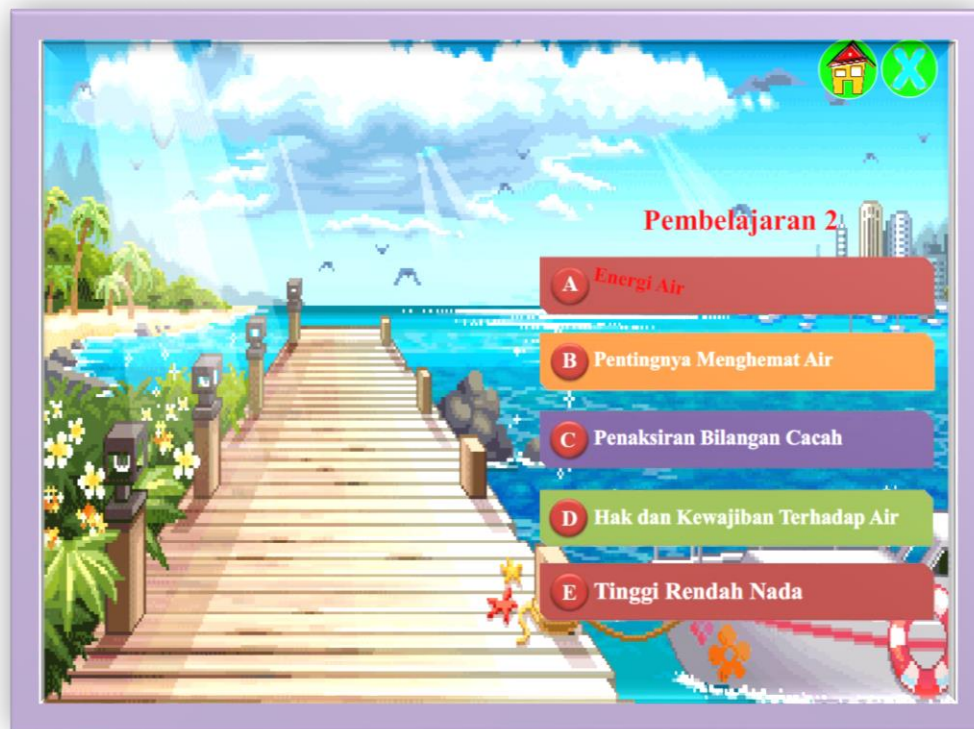 Pembelajaran 2
A Energi Air
B Pentingnya Menghemat Air
C Penaksiran Bilangan Cacah
D Hak dan Kewajiban Terhadap Air
E Tinggi Rendah Nada